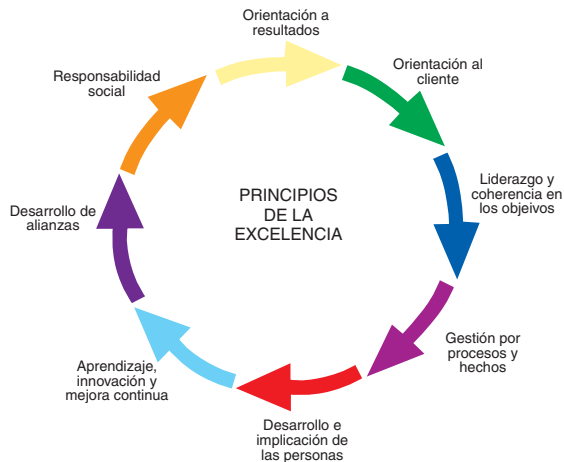 Orientación a
resultados
Orientación al
cliente
Liderazgo y
coherencia en
los objeivos
Gestión por
procesos y
hechos
Desarrollo e
implicación de
las personas
Aprendizaje,
innovación y
mejora continua
Desarrollo de
alianzas
Responsabilidad
social
PRINCIPIOS
DE LA
EXCELENCIA